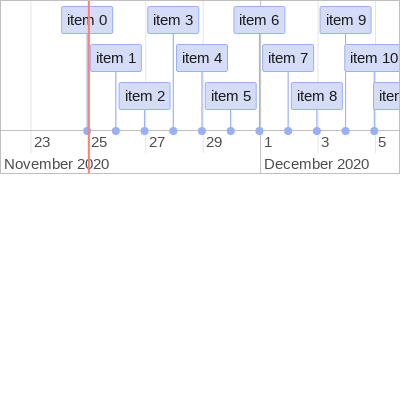 item 0 item 3 item 6 item 9
item 1 item 4 item 7 item 10
item 2 item 5 item 8
23 25 27 29 1 3 5
November 2020 December 2020